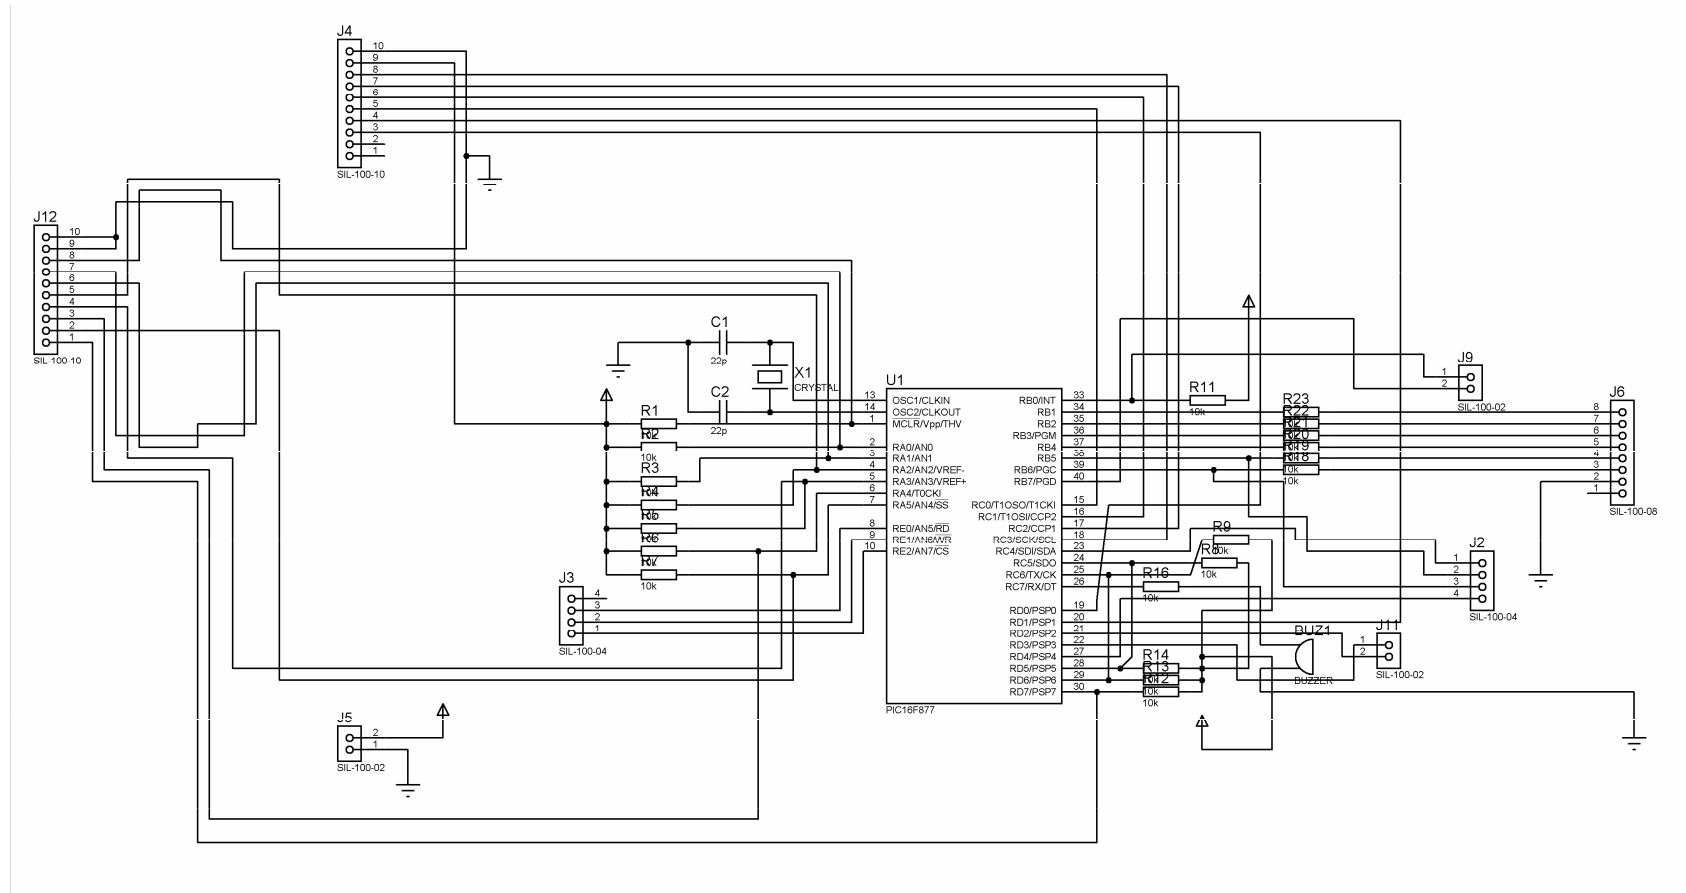 J4
10
9
8
7
6
5
4
3
2
1
SIL-100-10
J12
10
9
8
7
6
5
4
3
2
1
SIL-100-10
C1
22p
X1
CRYSTAL
C2
22p
R1
10k
R2
10k
R3
10k
R4
10k
R5
10k
R6
10k
R7
10k
J3
4
3
2
1
SIL-100-04
J5
2
1
SIL-100-02
U1
13 OSC1/CLKIN
14 OSC2/CLKOUT
1 MCLR/Vpp/THV
2 RA0/AN0
3 RA1/AN1
4 RA2/AN2/VREF-
5 RA3/AN3/VREF+
6 RA4/T0CKI
7 RA5/AN4/SS
8 RE0/AN5/RD
9 RE1/AN6/WR
10 RE2/AN7/CS
RB0/INT 33
RB1 34
RB2 35
RB3/PGM 36
RB4 37
RB5 38
RB6/PGC 39
RB7/PGD 40
RC0/T1OSO/T1CKI 15
RC1/T1OSI/CCP2 16
RC2/CCP1 17
RC3/SCK/SCL 18
RC4/SDI/SDA 23
RC5/SDO 24
RC6/TX/CK 25
RC7/RX/DT 26
RD0/PSP0 19
RD1/PSP1 20
RD2/PSP2 21
RD3/PSP3 22
RD4/PSP4 27
RD5/PSP5 28
RD6/PSP6 29
RD7/PSP7 30
PIC16F877
R11
10k
R23
R22
R21
R20
R19
R18
10k
10k
J9
1
2
SIL-100-02
J6
8
7
6
5
4
3
2
1
SIL-100-08
R9
10k
R8
10k
R16
10k
J2
1
2
3
4
SIL-100-04
BUZ1
BUZZER
J11
1
2
SIL-100-02
R14
R13
10k
R12
10k
10k